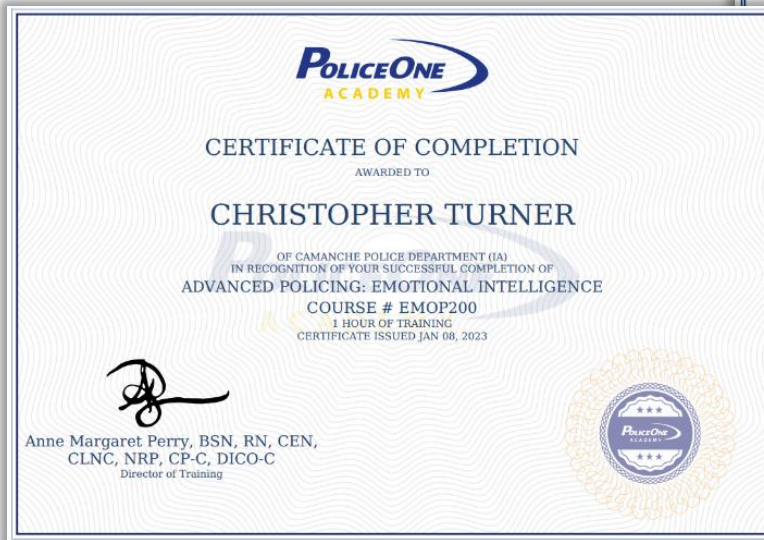 POLICEONE
ACADEMY
CERTIFICATE OF COMPLETION
AWARDED TO
CHRISTOPHER TURNER
OF CAMANCHE POLICE DEPARTMENT (IA)
IN RECOGNITION OF YOUR SUCCESSFUL COMPLETION OF
ADVANCED POLICING: EMOTIONAL INTELLIGENCE
COURSE # EMOP200
1 HOUR OF TRAINING
CERTIFICATE ISSUED JAN 08, 2023
Anne Margaret Perry, BSN, RN, CEN,
CLNC, NRP, CP-C, DICO-C
Director of Training
POLICEONE
ACADEMY